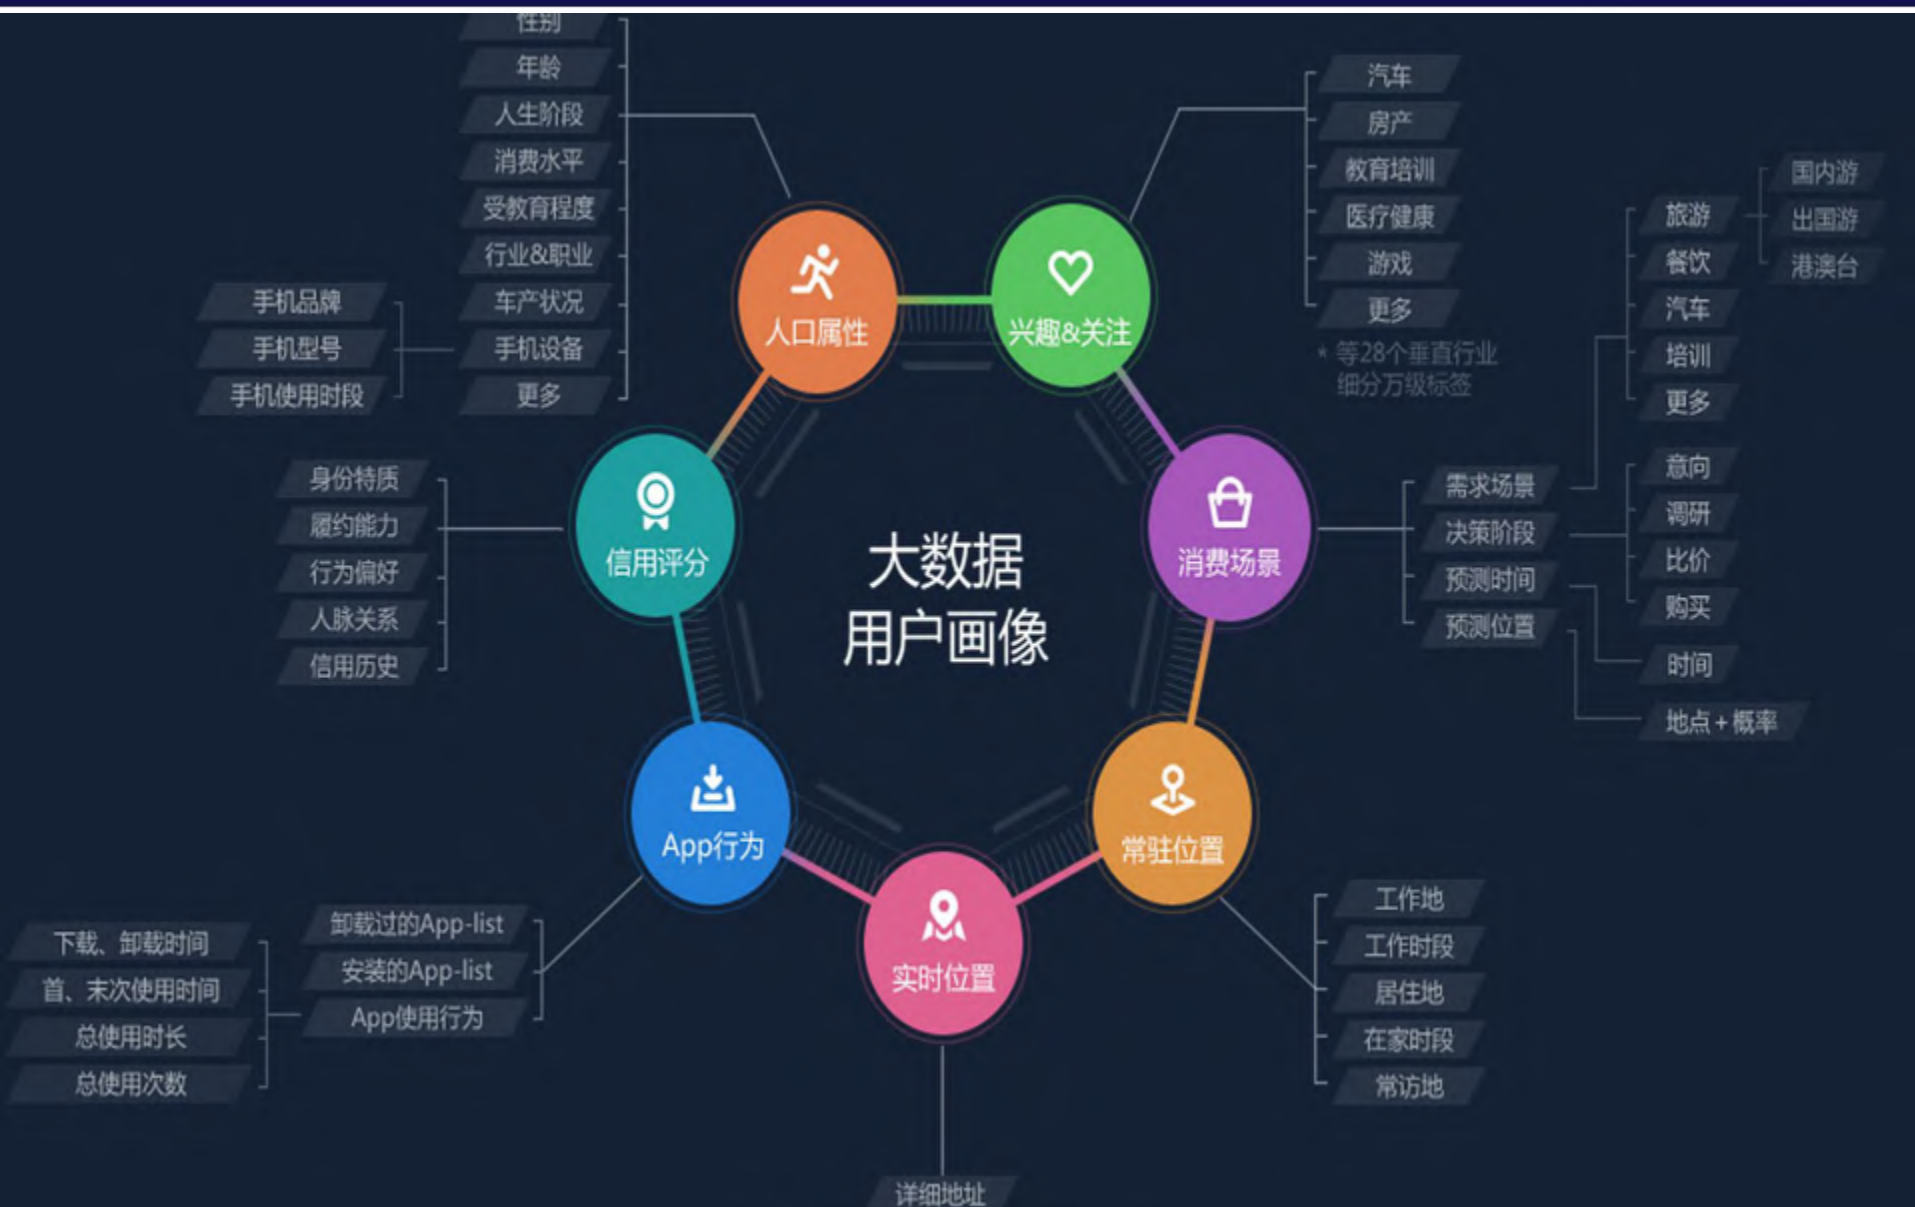 性别
年龄
人生阶段
消费水平
受教育程度
行业&职业
车产状况
手机设备
更多
手机品牌
手机型号
手机使用时段
人口属性
兴趣&关注
汽车
房产
教育培训
医疗健康
游戏
更多
* 等28个垂直行业
细分万级标签
国内游
出国游
港澳台
旅游
餐饮
汽车
培训
更多
身份特质
履约能力
行为偏好
人脉关系
信用历史
信用评分
大数据
用户画像
消费场景
需求场景
决策阶段
预测时间
预测位置
意向
调研
比价
购买
时间
地点+概率
App行为
卸载过的App-list
安装的App-list
App使用行为
下载、卸载时间
首、末次使用时间
总使用时长
总使用次数
实时位置
详细地址
常驻位置
工作地
工作时段
居住地
在家时段
常访地